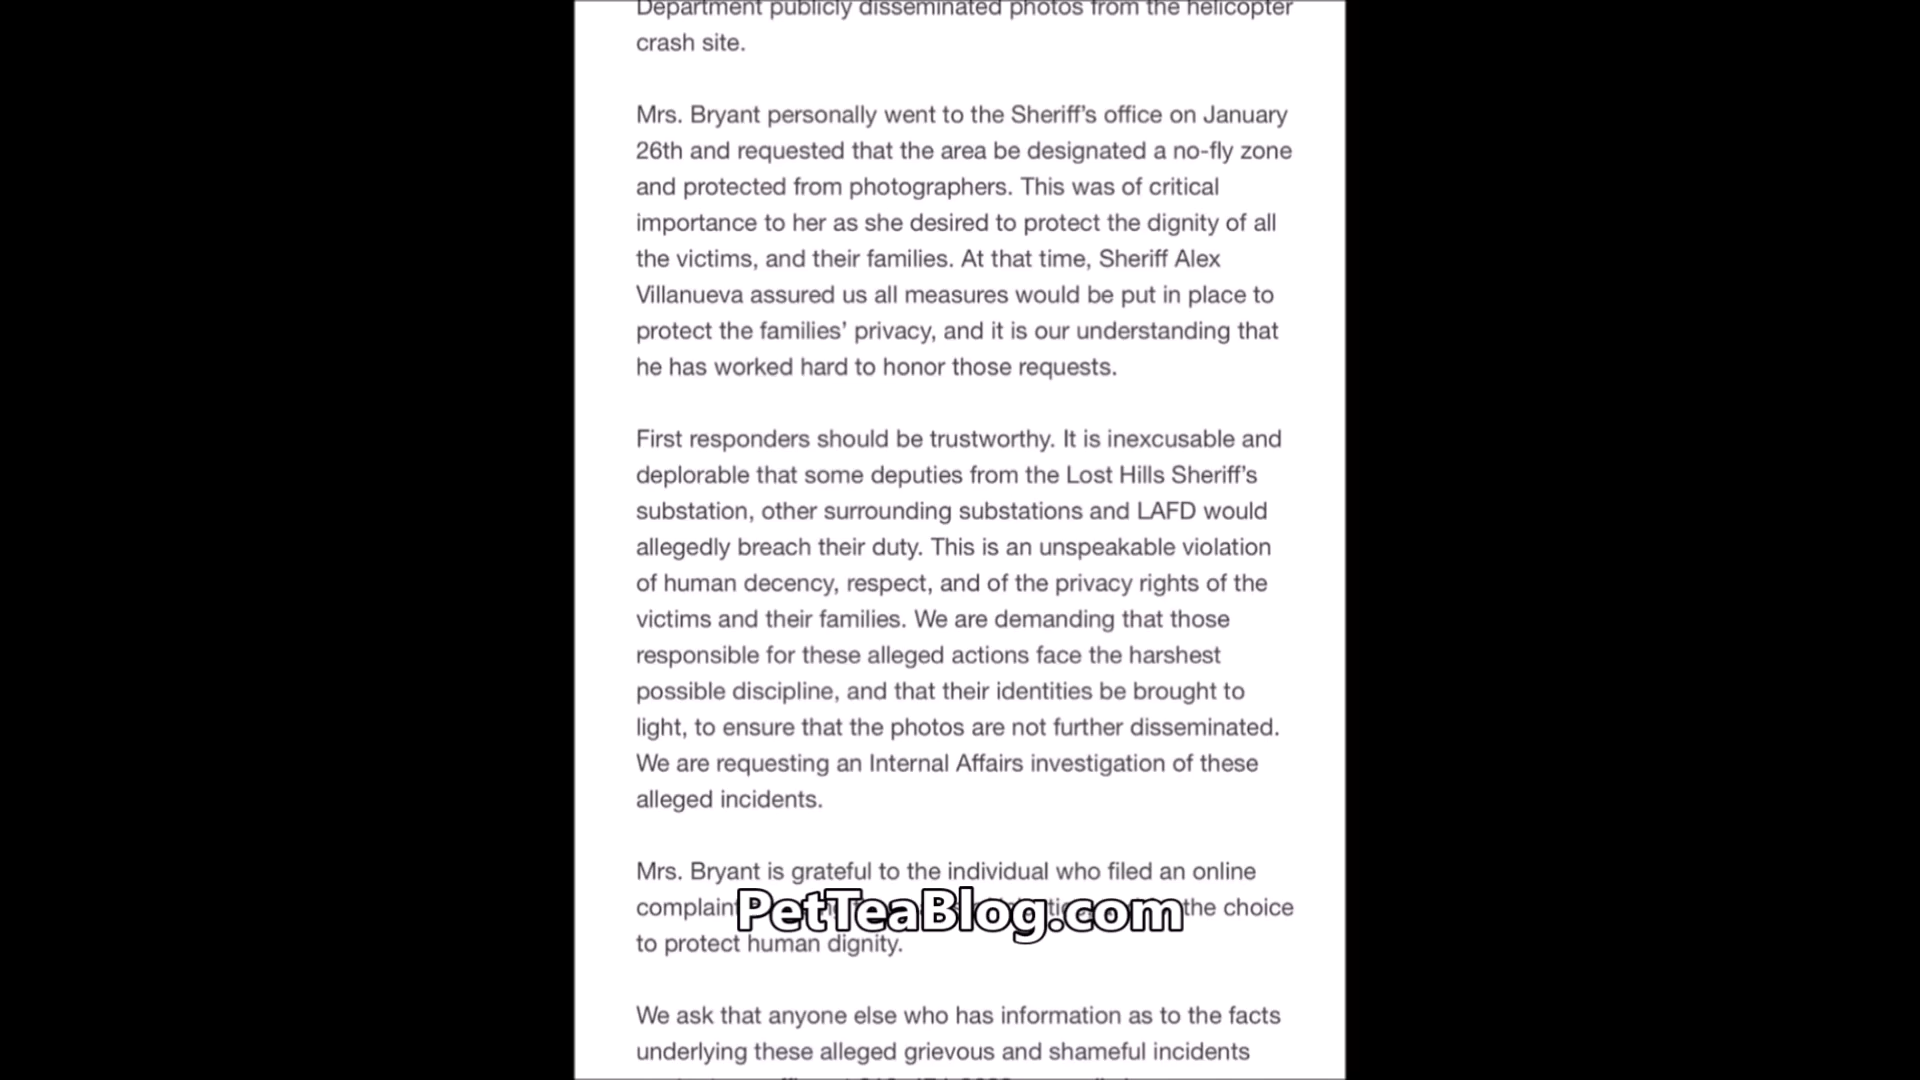 Department publicly disseminated photos from the helicopter
crash site.
Mrs. Bryant personally went to the Sheriff's office on January
26th and requested that the area be designated a no-fly zone
and protected from photographers. This was of critical
importance to her as she desired to protect the dignity of all
the victims, and their families. At that time, Sheriff Alex
Villanueva assured us all measures would be put in place to
protect the families' privacy, and it is our understanding that
he has worked hard to honor those requests.
First responders should be trustworthy. It is inexcusable and
deplorable that some deputies from the Lost Hills Sheriff's
substation, other surrounding substations and LAFD would
allegedly breach their duty. This is an unspeakable violation
of human decency, respect, and of the privacy rights of the
victims and their families. We are demanding that those
responsible for these alleged actions face the harshest
possible discipline, and that their identities be brought to
light, to ensure that the photos are not further disseminated.
We are requesting an Internal Affairs investigation of these
alleged incidents.
Mrs. Bryant is grateful to the individual who filed an online
complaint the choice
PetTeaBlog.com
to protect human dignity.
We ask that anyone else who has information as to the facts
underlying these alleged grievous and shameful incidents